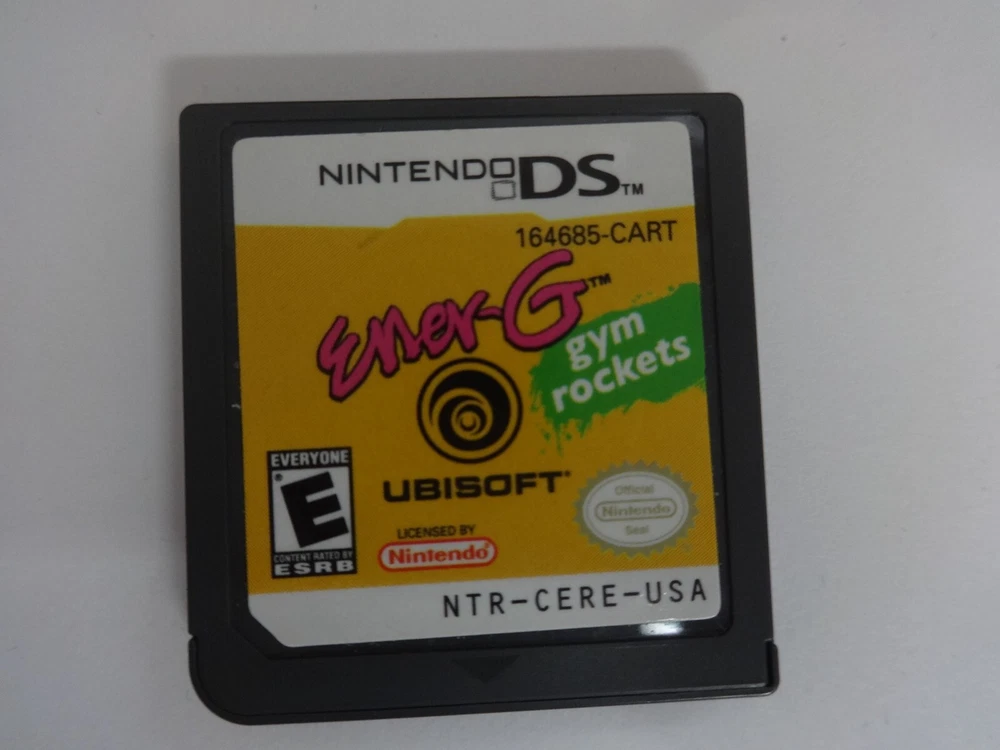 NINTENDO DS™
164685-CART
Ener-G™
gym
rockets
UBISOFT®
EVERYONE
E
CONTENT RATED BY
ESRB
LICENSED BY
Nintendo®
Official
Nintendo
Seal
NTR-CERE-USA